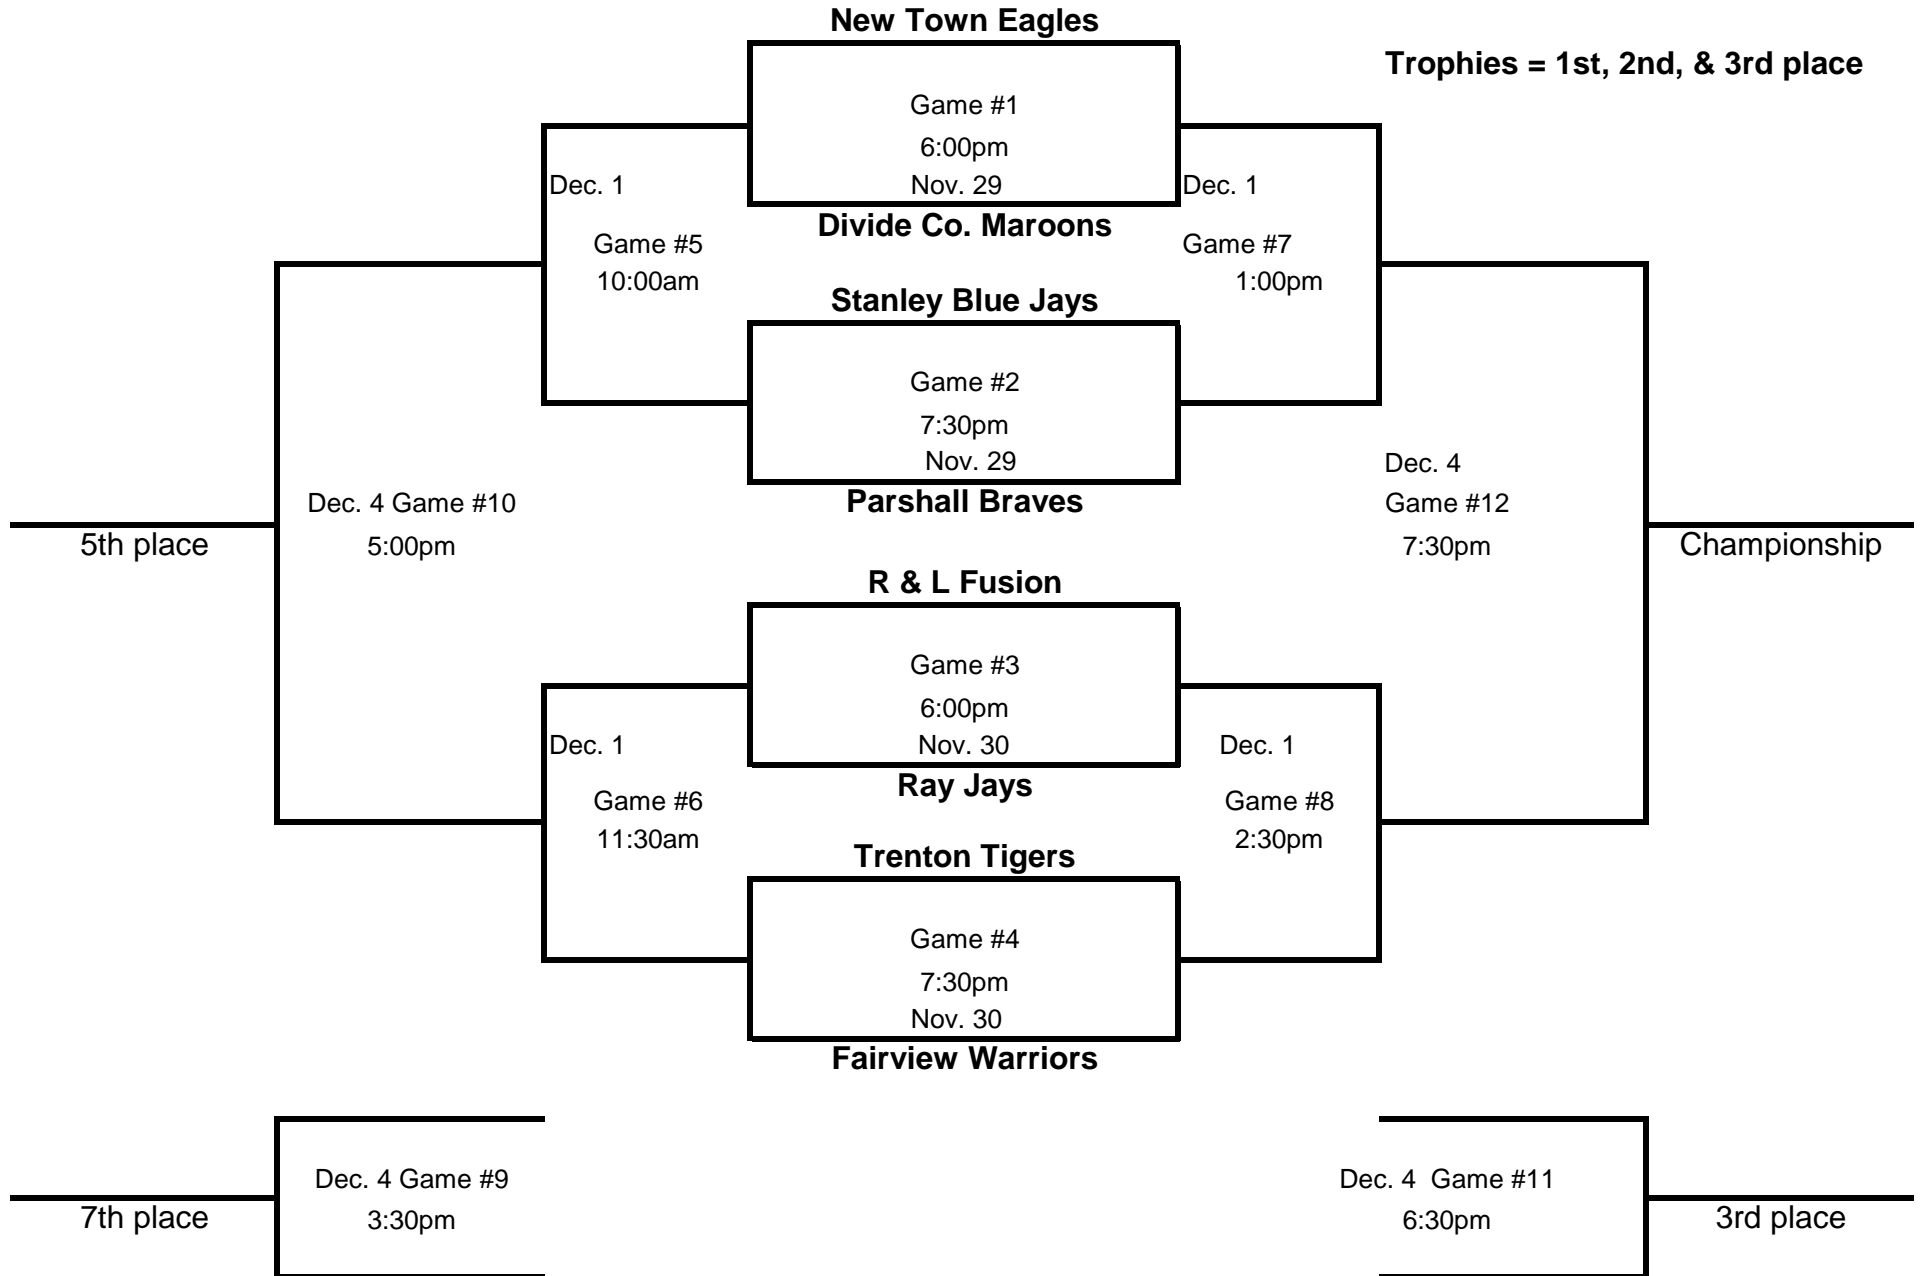 New Town Eagles
Trophies = 1st, 2nd, & 3rd place
Game #1
6:00pm
Nov. 29
Divide Co. Maroons
Dec. 1
Game #5
10:00am
Dec. 1
Game #7
1:00pm
Stanley Blue Jays
Game #2
7:30pm
Nov. 29
Parshall Braves
Dec. 4 Game #10
5:00pm
5th place
Dec. 4
Game #12
7:30pm
Championship
R & L Fusion
Game #3
6:00pm
Nov. 30
Ray Jays
Dec. 1
Game #6
11:30am
Dec. 1
Game #8
2:30pm
Trenton Tigers
Game #4
7:30pm
Nov. 30
Fairview Warriors
Dec. 4 Game #9
3:30pm
7th place
Dec. 4  Game #11
6:30pm
3rd place